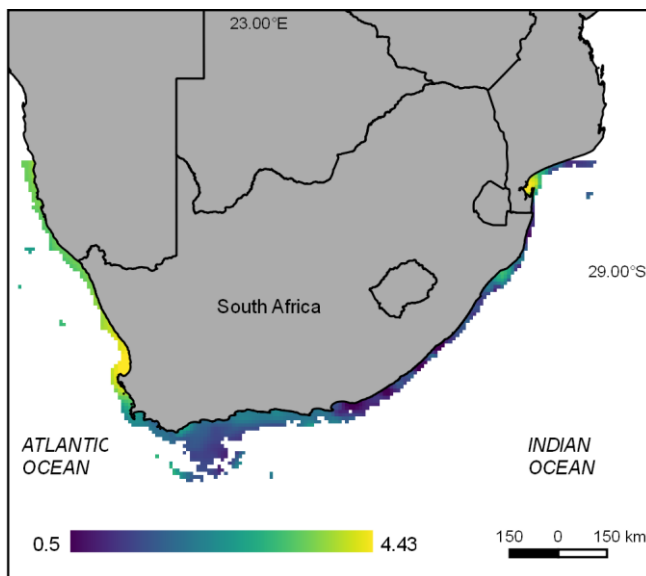 23.00°E
29.00°S
South Africa
ATLANTIC
OCEAN
INDIAN
OCEAN
0.5
4.43
150 0 150 km